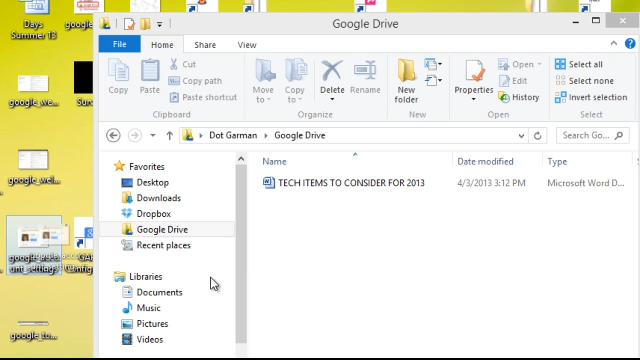 Google Drive
File Home Share View
Copy Paste Cut Copy path Paste shortcut
Clipboard
Move to Copy to Delete Rename
Organize
New folder
New
Properties Open Edit History
Open
Select all
Select none
Invert selection
Select
Dot Garman Google Drive Search Go...
Favorites
Desktop
Downloads
Dropbox
Google Drive
Recent places
Libraries
Documents
Music
Pictures
Videos
Name Date modified Type
TECH ITEMS TO CONSIDER FOR 2013 4/3/2013 3:12 PM Microsoft Word D...
Days
Summer 13
google_we...
google_wel...
google_to...